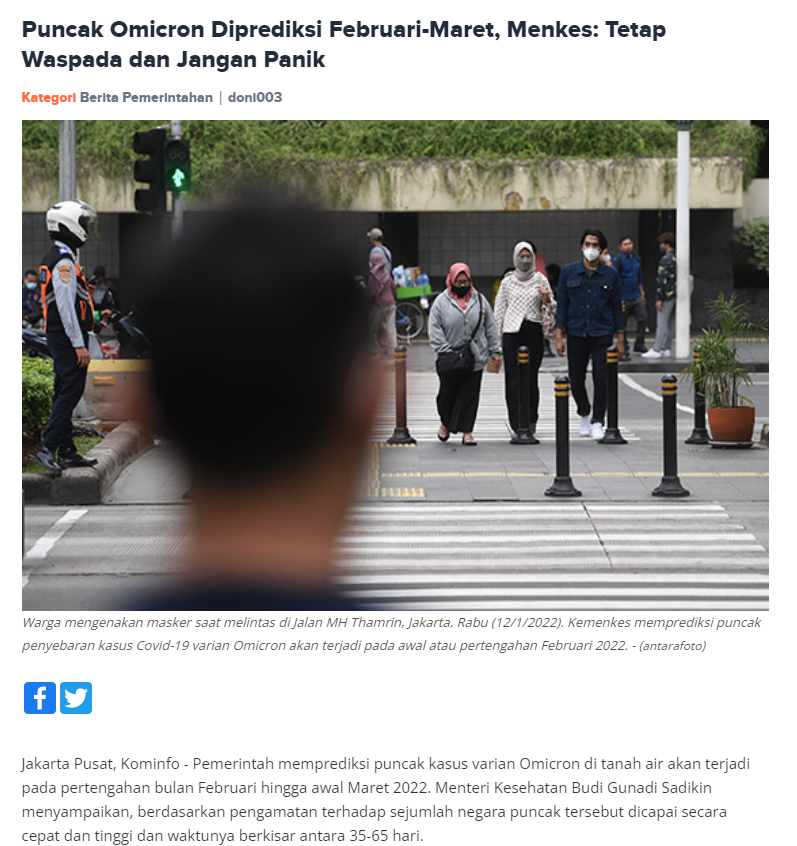 Puncak Omicron Diprediksi Februari-Maret, Menkes: Tetap
Waspada dan Jangan Panik
Kategori Berita Pemerintahan | doni003
Warga mengenakan masker saat melintas di Jalan MH Thamrin, Jakarta, Rabu (12/1/2022). Kemenkes memprediksi puncak
penyebaran kasus Covid-19 varian Omicron akan terjadi pada awal atau pertengahan Februari 2022. - (antarafoto)
Jakarta Pusat, Kominfo - Pemerintah memprediksi puncak kasus varian Omicron di tanah air akan terjadi
pada pertengahan bulan Februari hingga awal Maret 2022. Menteri Kesehatan Budi Gunadi Sadikin
menyampaikan, berdasarkan pengamatan terhadap sejumlah negara puncak tersebut dicapai secara
cepat dan tinggi dan waktunya berkisar antara 35-65 hari.